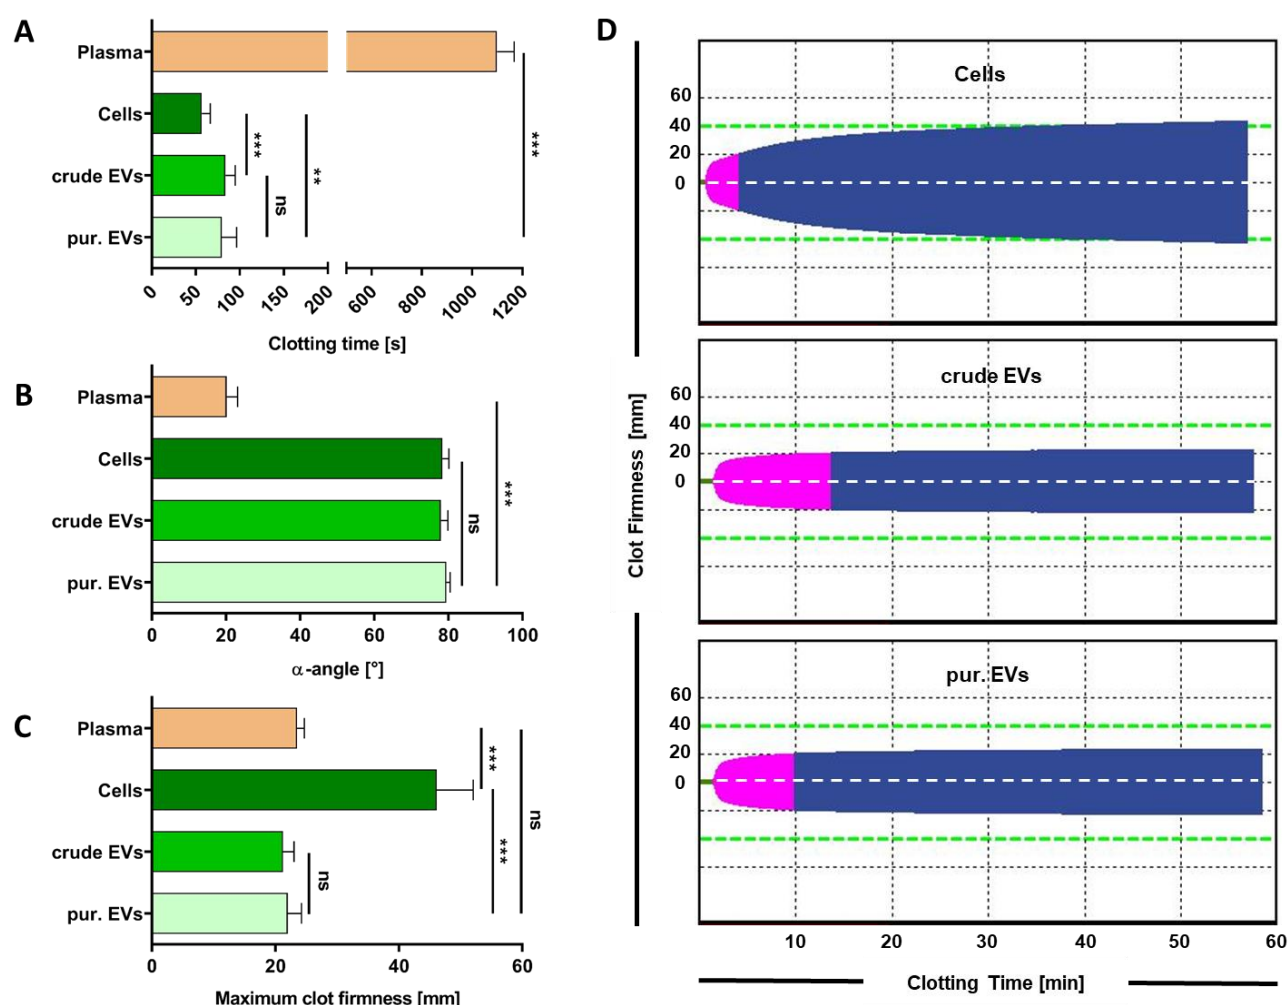 A
Plasma
Cells
crude EVs
pur. EVs
***
ns
**
***
0 50 100 150 200 600 800 1000 1200
Clotting time [s]
B
Plasma
Cells
crude EVs
pur. EVs
ns
***
0 20 40 60 80 100
α-angle [°]
C
Plasma
Cells
crude EVs
pur. EVs
ns
***
***
ns
0 20 40 60
Maximum clot firmness [mm]
D
Clot Firmness [mm]
Cells
60
40
20
0
crude EVs
60
40
20
0
pur. EVs
60
40
20
0
10 20 30 40 50 60
Clotting Time [min]